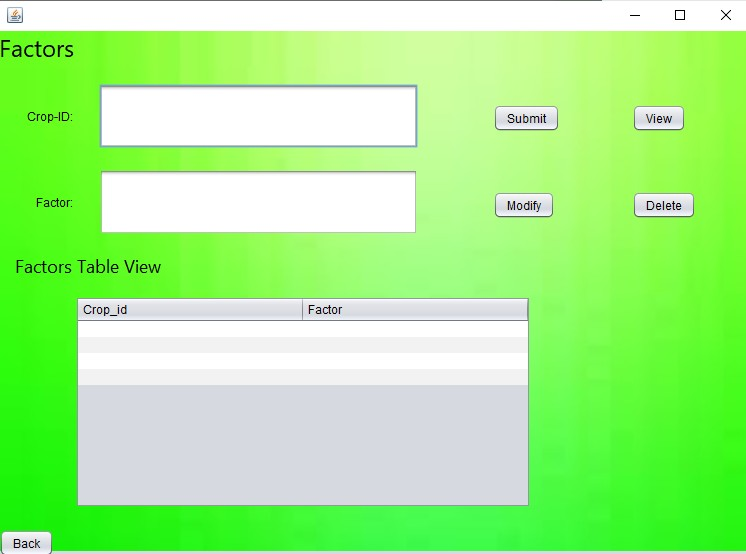 Factors
Crop-ID:
Submit
View
Factor:
Modify
Delete
Factors Table View
Crop_id Factor
Back